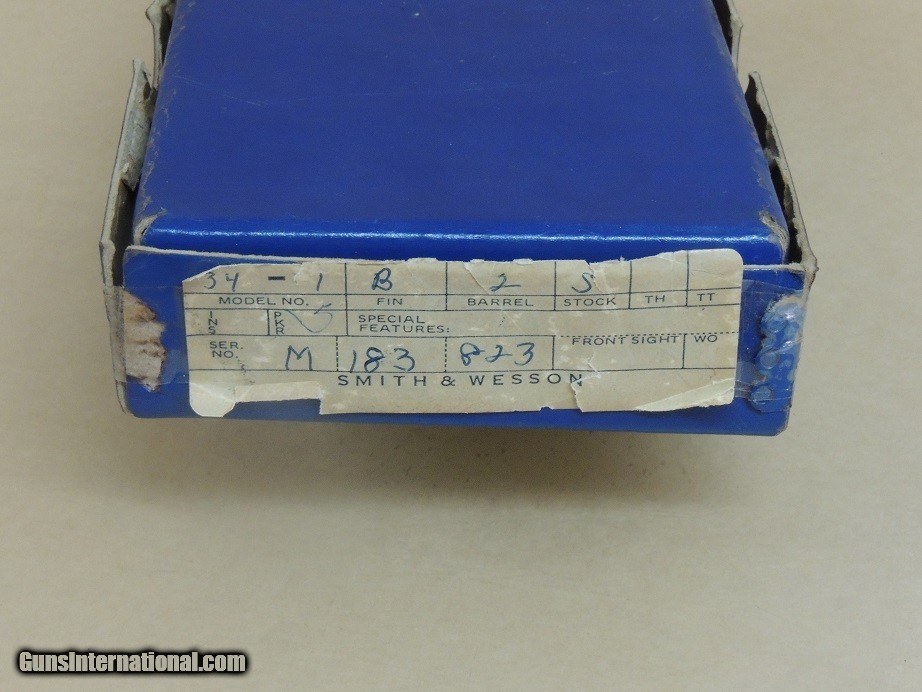 34 - 1 B 2 S
MODEL NO. FIN BARREL STOCK TH TT
INS PKR 5 SPECIAL FEATURES:
SER. NO. M 183 823 FRONT SIGHT WO
SMITH & WESSON
GunsInternational.com